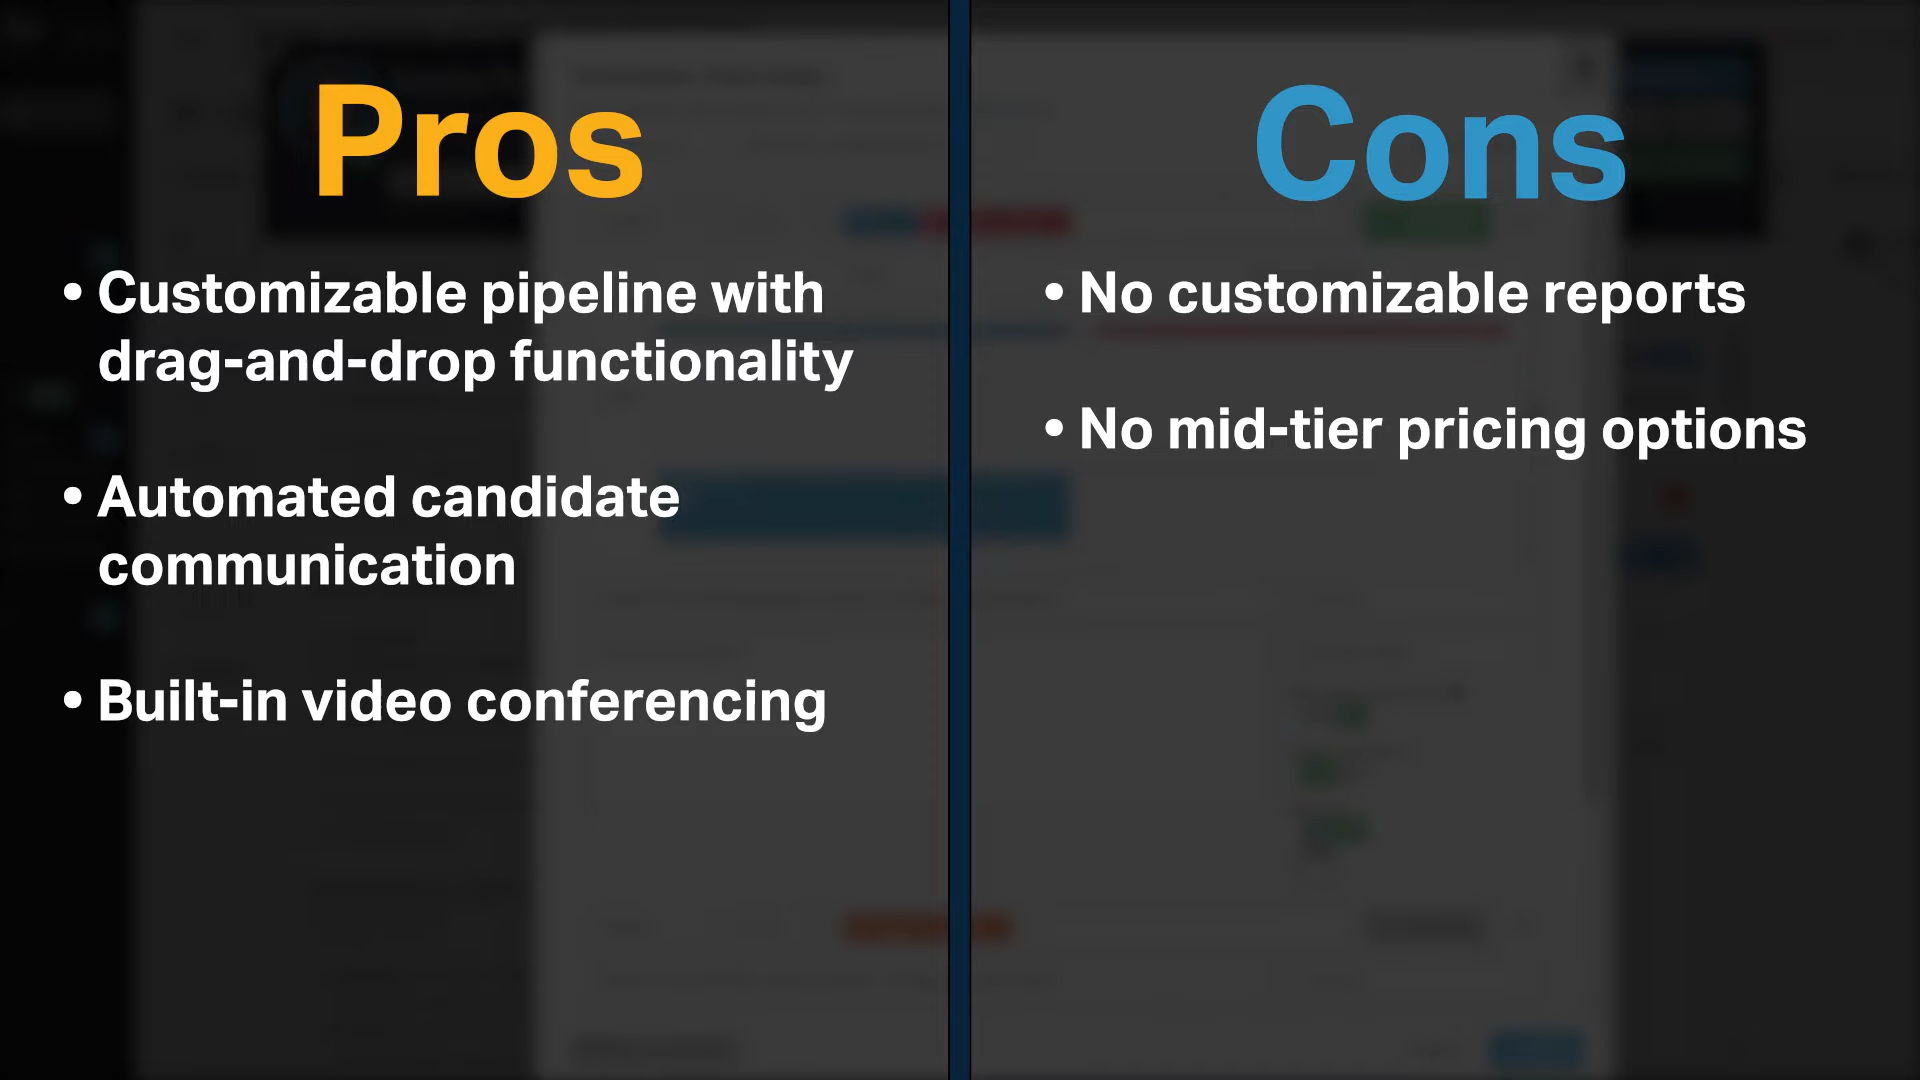 Pros
• Customizable pipeline with
drag-and-drop functionality
• Automated candidate
communication
• Built-in video conferencing
Cons
• No customizable reports
• No mid-tier pricing options